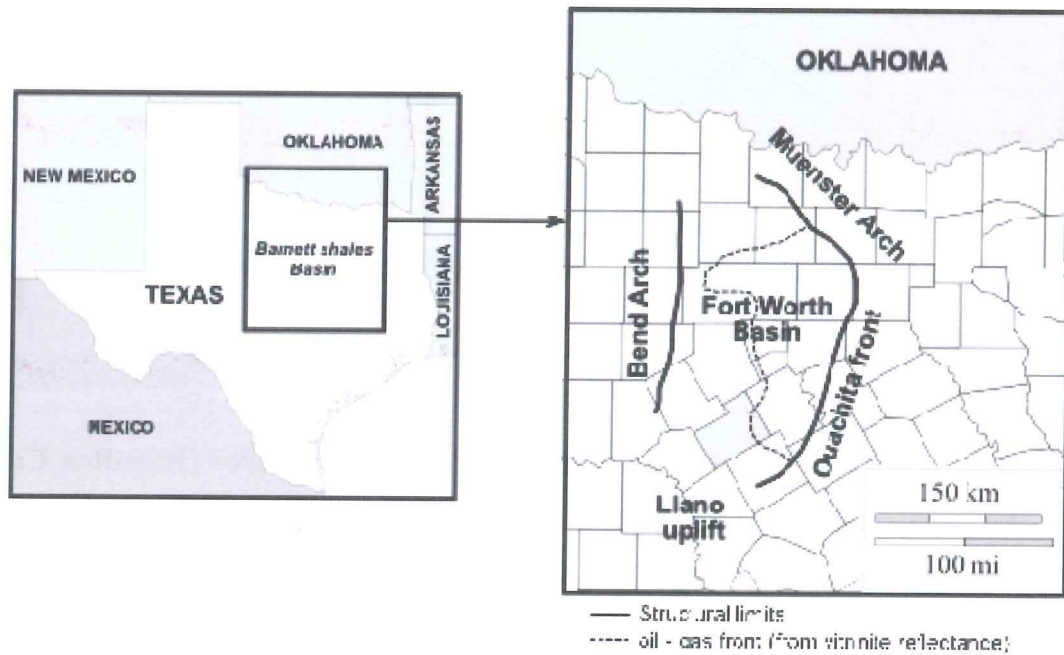 OKLAHOMA
NEW MEXICO
ARKANSAS
Barnett shales
Basin
TEXAS
LOUISIANA
MEXICO
OKLAHOMA
Muenster Arch
Bend Arch
Fort Worth
Basin
Ouachita front
Llano
uplift
150 km
100 mi
Structural limits
oil - gas front (from vitrinite reflectance)